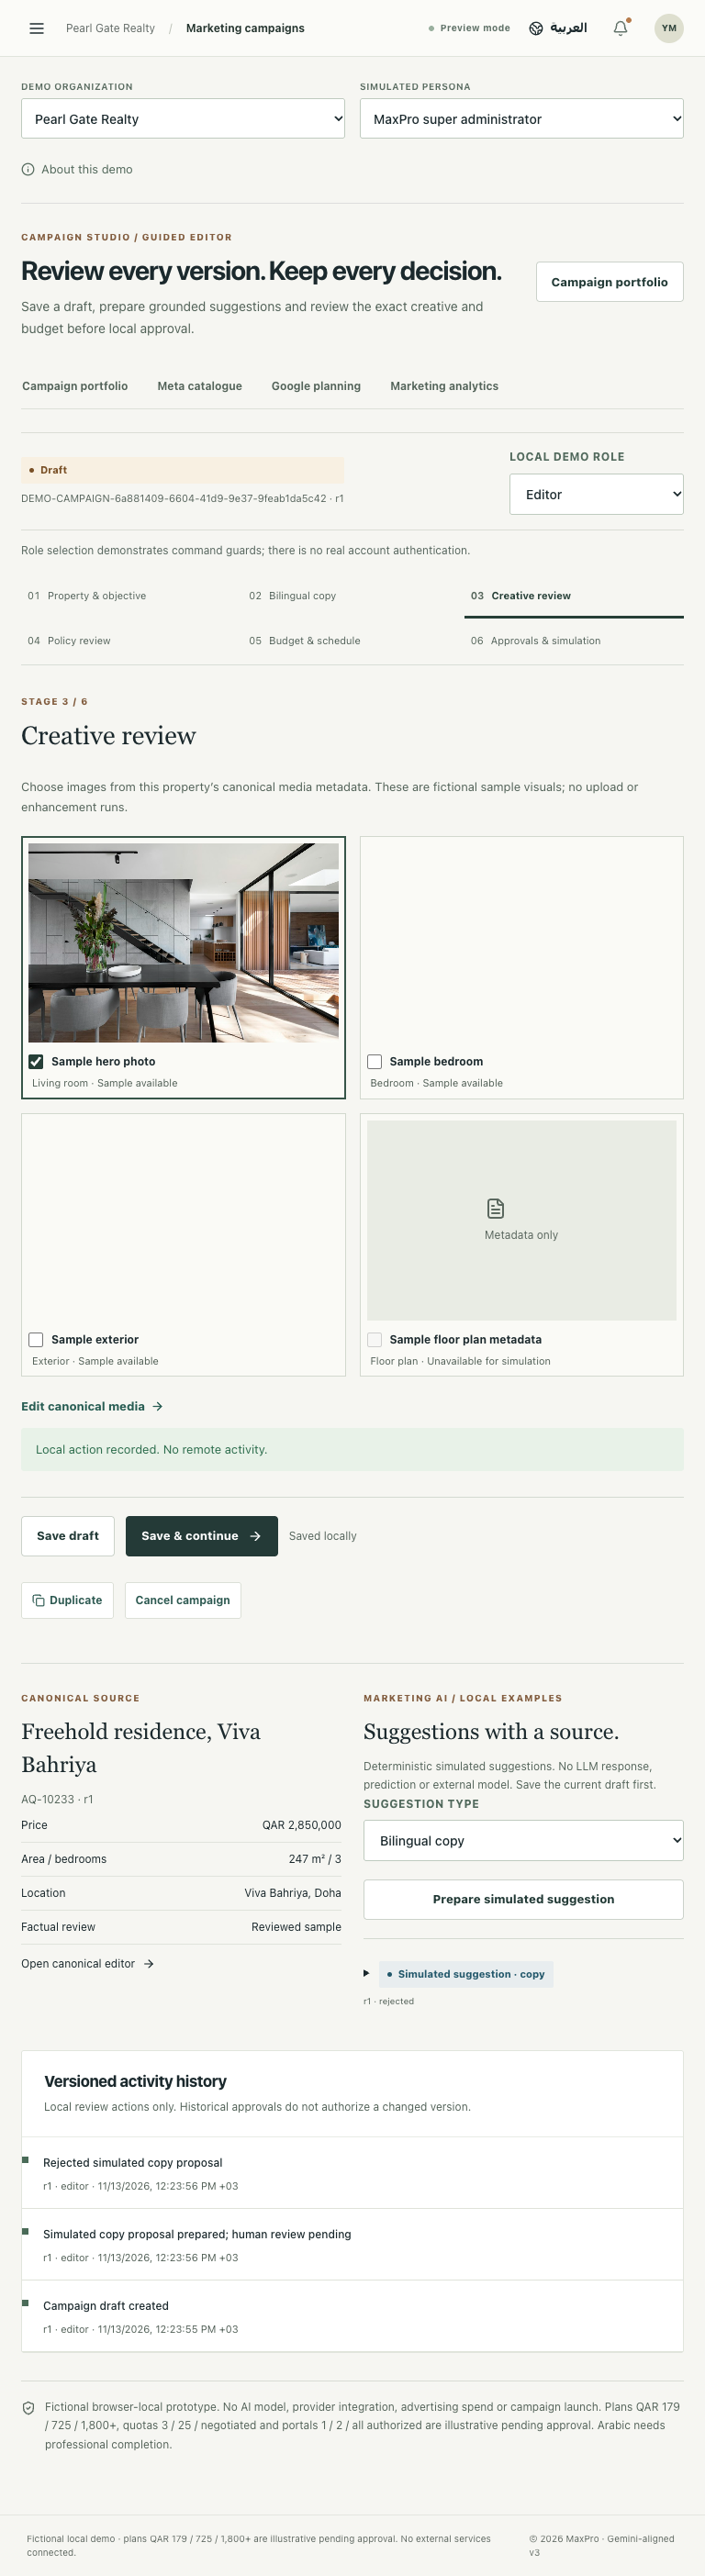 Pearl Gate Realty / Marketing campaigns
Preview mode
العربية
YM
DEMO ORGANIZATION
Pearl Gate Realty
SIMULATED PERSONA
MaxPro super administrator
About this demo
CAMPAIGN STUDIO / GUIDED EDITOR
Review every version. Keep every decision.
Save a draft, prepare grounded suggestions and review the exact creative and
budget before local approval.
Campaign portfolio
Campaign portfolio
Meta catalogue
Google planning
Marketing analytics
Draft
DEMO-CAMPAIGN-6a881409-6604-41d9-9e37-9feab1da5c42 · r1
LOCAL DEMO ROLE
Editor
Role selection demonstrates command guards; there is no real account authentication.
01 Property & objective
02 Bilingual copy
03 Creative review
04 Policy review
05 Budget & schedule
06 Approvals & simulation
STAGE 3 / 6
Creative review
Choose images from this property's canonical media metadata. These are fictional sample visuals; no upload or
enhancement runs.
Sample hero photo
Living room · Sample available
Sample bedroom
Bedroom · Sample available
Sample exterior
Exterior · Sample available
Metadata only
Sample floor plan metadata
Floor plan · Unavailable for simulation
Edit canonical media
Local action recorded. No remote activity.
Save draft
Save & continue
Saved locally
Duplicate
Cancel campaign
CANONICAL SOURCE
Freehold residence, Viva
Bahriya
AQ-10233 · r1
Price QAR 2,850,000
Area / bedrooms 247 m² / 3
Location Viva Bahriya, Doha
Factual review Reviewed sample
Open canonical editor
MARKETING AI / LOCAL EXAMPLES
Suggestions with a source.
Deterministic simulated suggestions. No LLM response,
prediction or external model. Save the current draft first.
SUGGESTION TYPE
Bilingual copy
Prepare simulated suggestion
Simulated suggestion · copy
r1 · rejected
Versioned activity history
Local review actions only. Historical approvals do not authorize a changed version.
Rejected simulated copy proposal
r1 · editor · 11/13/2026, 12:23:56 PM +03
Simulated copy proposal prepared; human review pending
r1 · editor · 11/13/2026, 12:23:56 PM +03
Campaign draft created
r1 · editor · 11/13/2026, 12:23:55 PM +03
Fictional browser-local prototype. No AI model, provider integration, advertising spend or campaign launch. Plans QAR 179
/ 725 / 1,800+, quotas 3 / 25 / negotiated and portals 1 / 2 / all authorized are illustrative pending approval. Arabic needs
professional completion.
Fictional local demo · plans QAR 179 / 725 / 1,800+ are illustrative pending approval. No external services
connected.
© 2026 MaxPro · Gemini-aligned
v3